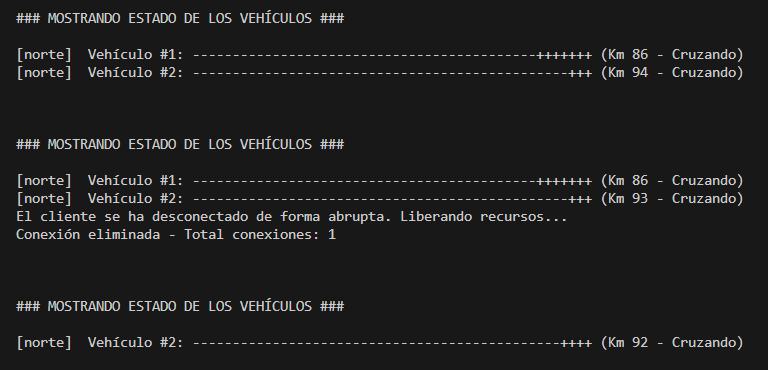 ### MOSTRANDO ESTADO DE LOS VEHÍCULOS ###
[norte]  Vehículo #1: -------------------------------------------+++++++ (Km 86 - Cruzando)
[norte]  Vehículo #2: -----------------------------------------------+++ (Km 94 - Cruzando)
### MOSTRANDO ESTADO DE LOS VEHÍCULOS ###
[norte]  Vehículo #1: -------------------------------------------+++++++ (Km 86 - Cruzando)
[norte]  Vehículo #2: -----------------------------------------------+++ (Km 93 - Cruzando)
El cliente se ha desconectado de forma abrupta. Liberando recursos...
Conexión eliminada - Total conexiones: 1
### MOSTRANDO ESTADO DE LOS VEHÍCULOS ###
[norte]  Vehículo #2: ----------------------------------------------++++ (Km 92 - Cruzando)